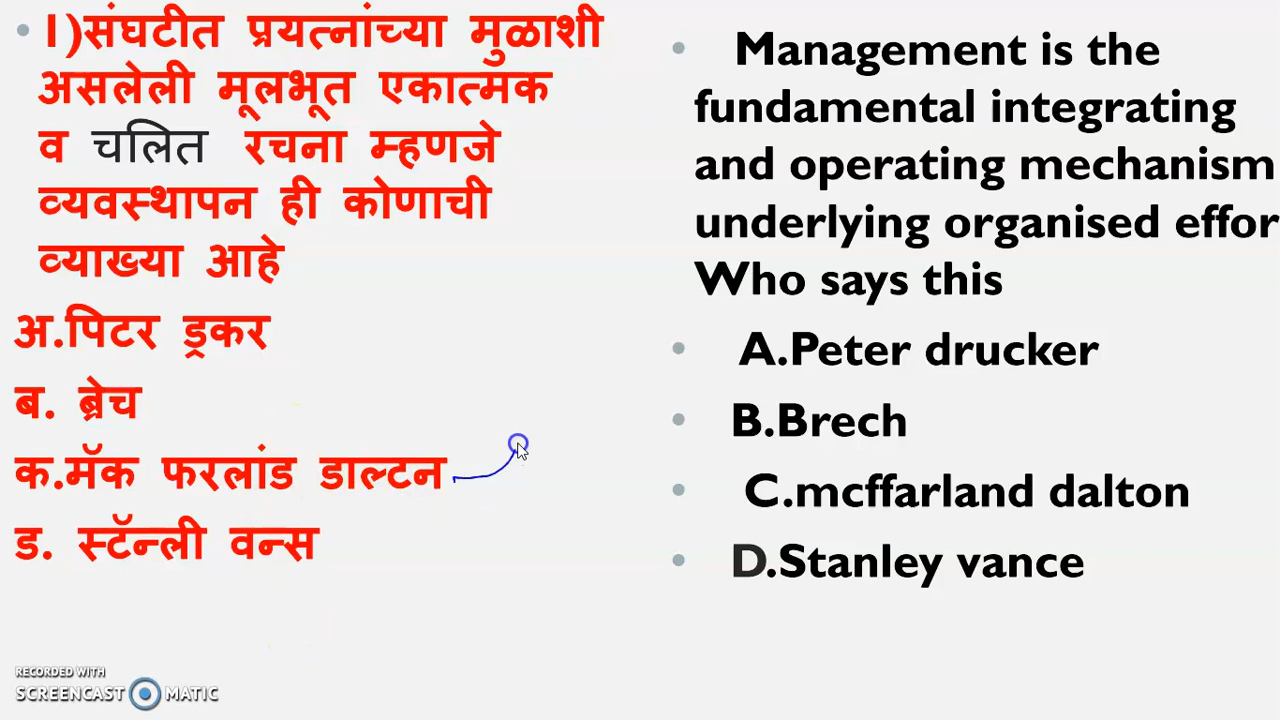 १)संघटीत प्रयत्नांच्या मुळाशी
असलेली मूलभूत एकात्मक
व चलित रचना म्हणजे
व्यवस्थापन ही कोणाची
व्याख्या आहे
अ.पिटर ड्रकर
ब. ब्रेच
क.मॅक फरलांड डाल्टन
ड. स्टॅन्ली वन्स
Management is the
fundamental integrating
and operating mechanism
underlying organised effor
Who says this
A.Peter drucker
B.Brech
C.mcffarland dalton
D.Stanley vance
RECORDED WITH
SCREENCAST MATIC